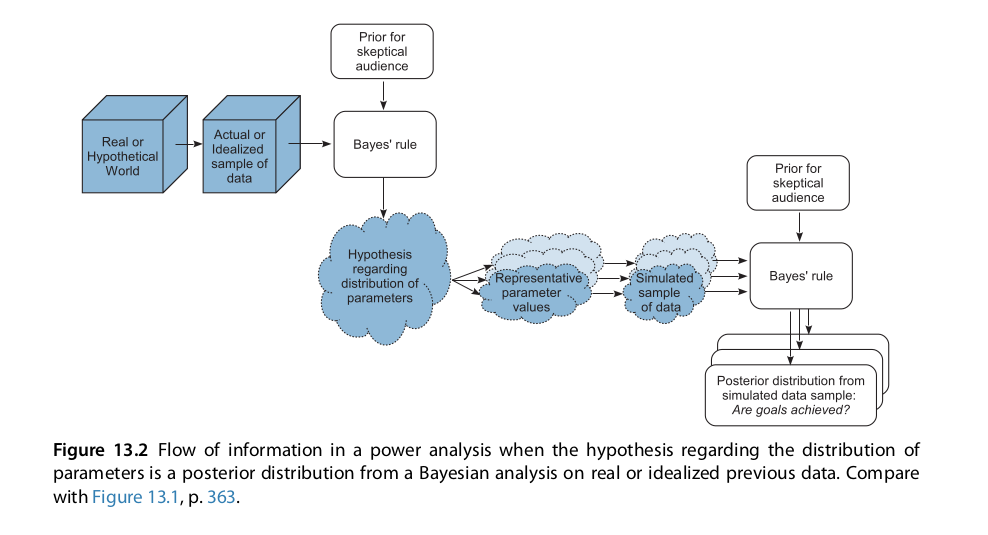 Prior for
skeptical
audience
Real or
Hypothetical
World
Actual or
Idealized
sample of
data
Bayes' rule
Prior for
skeptical
audience
Hypothesis
regarding
distribution of
parameters
Representative
parameter
values
Simulated
sample
of data
Bayes' rule
Posterior distribution from
simulated data sample:
Are goals achieved?
Figure 13.2 Flow of information in a power analysis when the hypothesis regarding the distribution of
parameters is a posterior distribution from a Bayesian analysis on real or idealized previous data. Compare
with Figure 13.1, p. 363.